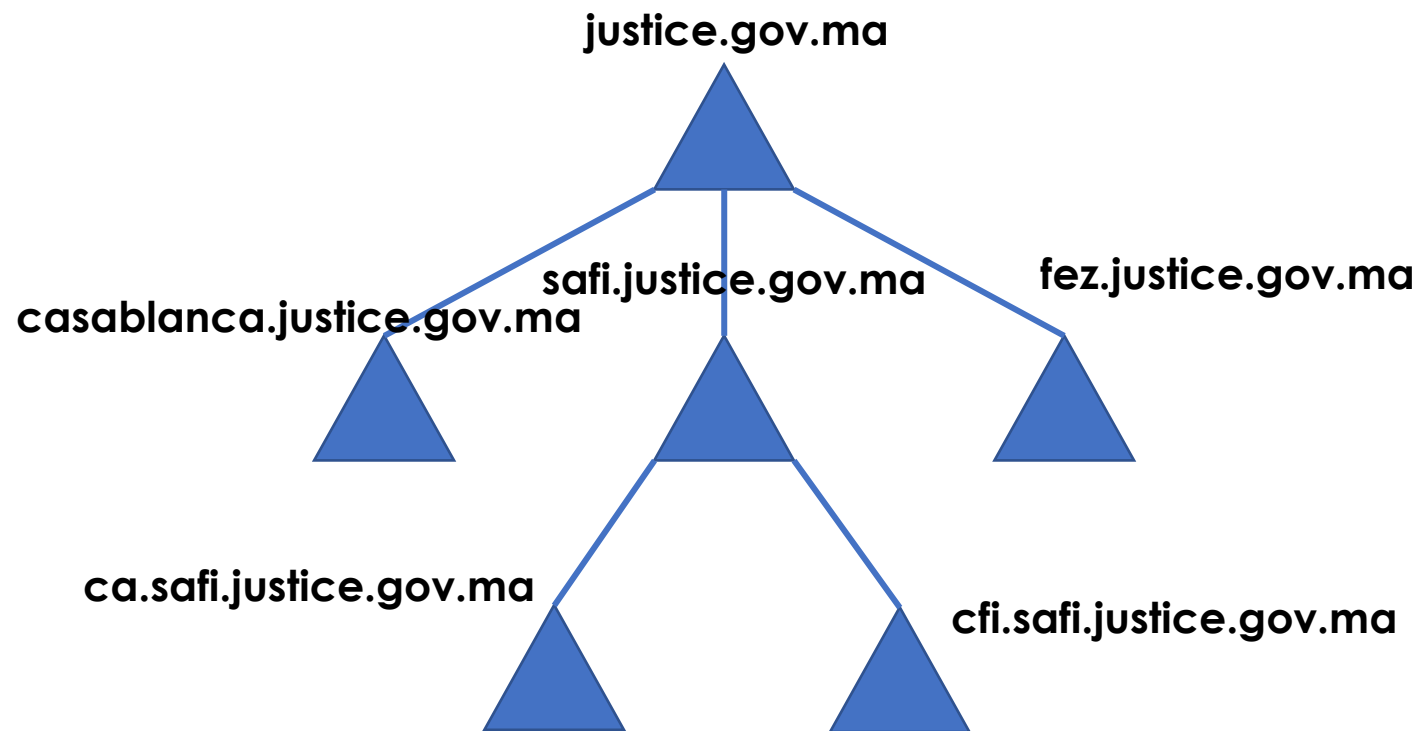 justice.gov.ma
casablanca.justice.gov.ma
safi.justice.gov.ma
fez.justice.gov.ma
ca.safi.justice.gov.ma
cfi.safi.justice.gov.ma